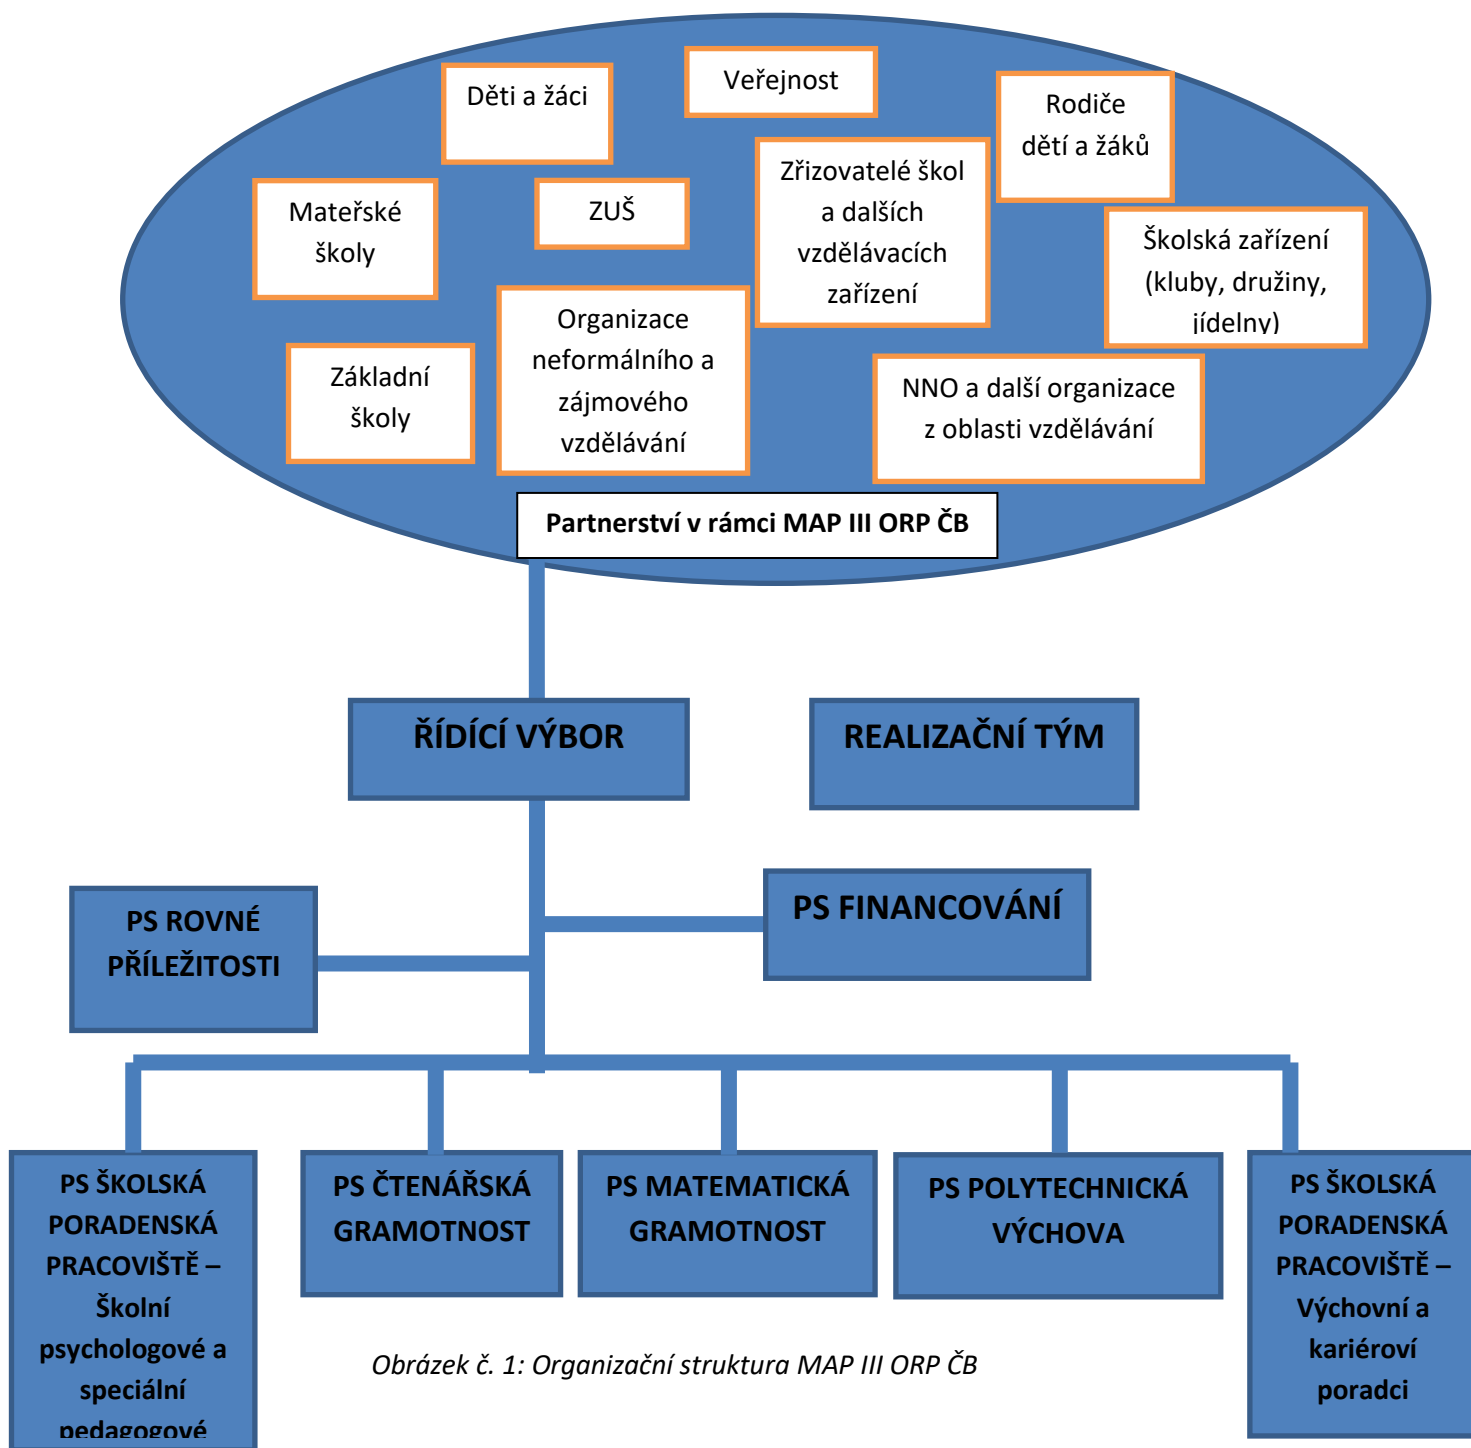 Děti a žáci
Veřejnost
Rodiče
dětí a žáků
Mateřské
školy
ZUŠ
Zřizovatelé škol
a dalších
vzdělávacích
zařízení
Školská zařízení
(kluby, družiny,
jídelny)
Základní
školy
Organizace
neformálního a
zájmového
vzdělávání
NNO a další organizace
z oblasti vzdělávání
Partnerství v rámci MAP III ORP ČB
ŘÍDÍCÍ VÝBOR
REALIZAČNÍ TÝM
PS ROVNÉ
PŘÍLEŽITOSTI
PS FINANCOVÁNÍ
PS ŠKOLSKÁ
PORADENSKÁ
PRACOVIŠTĚ –
Školní
psychologové a
speciální
pedagogové
PS ČTENÁŘSKÁ
GRAMOTNOST
PS MATEMATICKÁ
GRAMOTNOST
PS POLYTECHNICKÁ
VÝCHOVA
PS ŠKOLSKÁ
PORADENSKÁ
PRACOVIŠTĚ –
Výchovní a
kariéroví
poradci
Obrázek č. 1: Organizační struktura MAP III ORP ČB